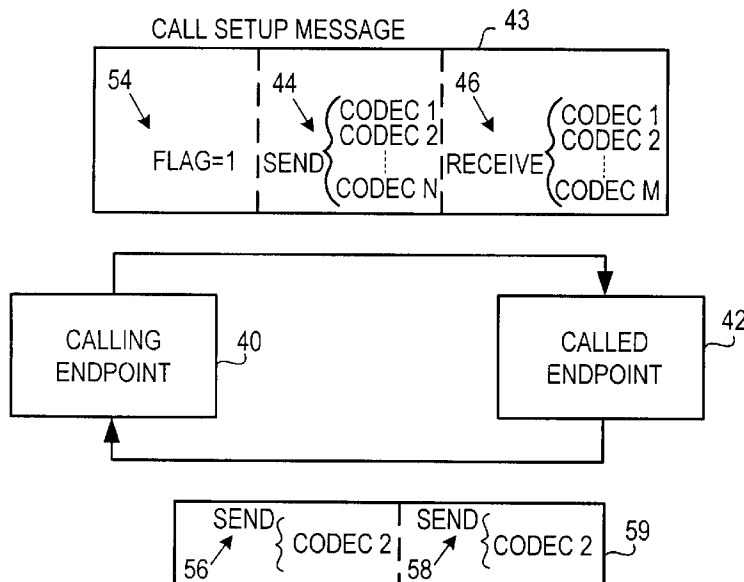 CALL SETUP MESSAGE
43
54
FLAG=1
44
SEND
CODEC 1
CODEC 2
CODEC N
46
RECEIVE
CODEC 1
CODEC 2
CODEC M
CALLING
ENDPOINT
40
CALLED
ENDPOINT
42
SEND
56
CODEC 2
SEND
58
CODEC 2
59